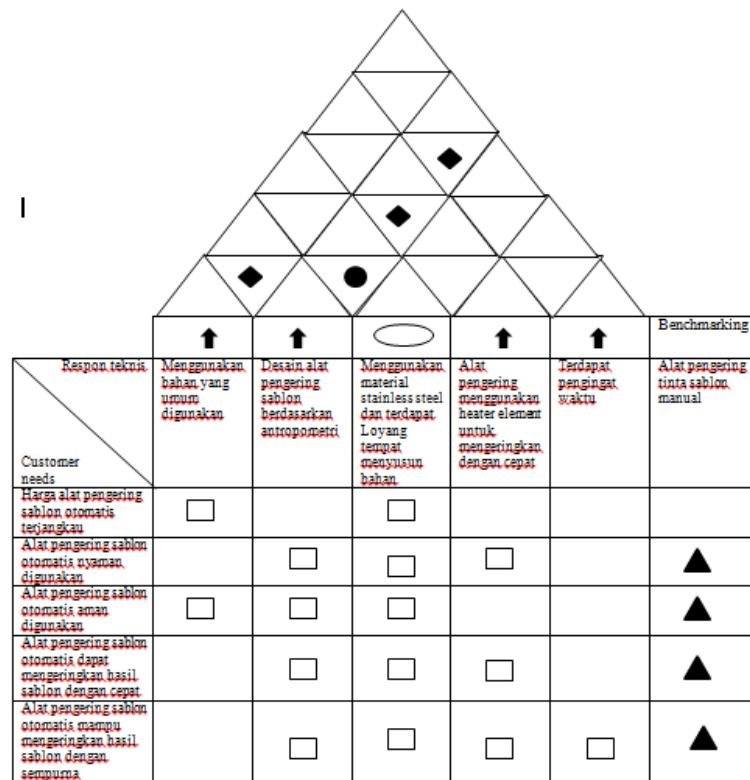 Benchmarking
Respon teknis
Customer
needs
Menggunakan
bahan yang
umum
digunakan
Desain alat
pengering
sablon
berdasarkan
antropometri
Menggunakan
material
stainless steel
dan terdapat
Loyang
tempat
menyusun
bahan
Alat
pengering
menggunakan
heater element
untuk
mengeringkan
dengan cepat
Terdapat
pengingat
waktu
Alat pengering
tinta sablon
manual
Harga alat pengering
sablon otomatis
terjangkau
Alat pengering sablon
otomatis nyaman
digunakan
Alat pengering sablon
otomatis aman
digunakan
Alat pengering sablon
otomatis dapat
mengeringkan hasil
sablon dengan cepat
Alat pengering sablon
otomatis mampu
mengeringkan hasil
sablon dengan
sempurna